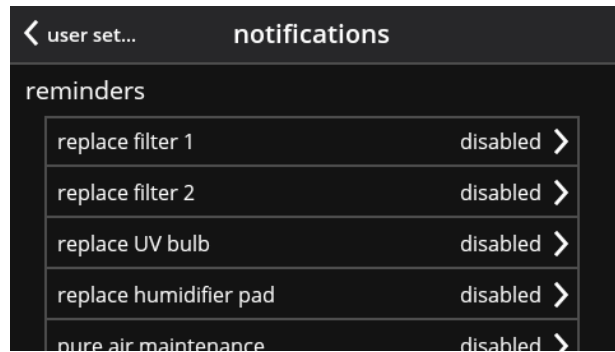 user set... notifications
reminders
replace filter 1 disabled
replace filter 2 disabled
replace UV bulb disabled
replace humidifier pad disabled
pure air maintenance disabled